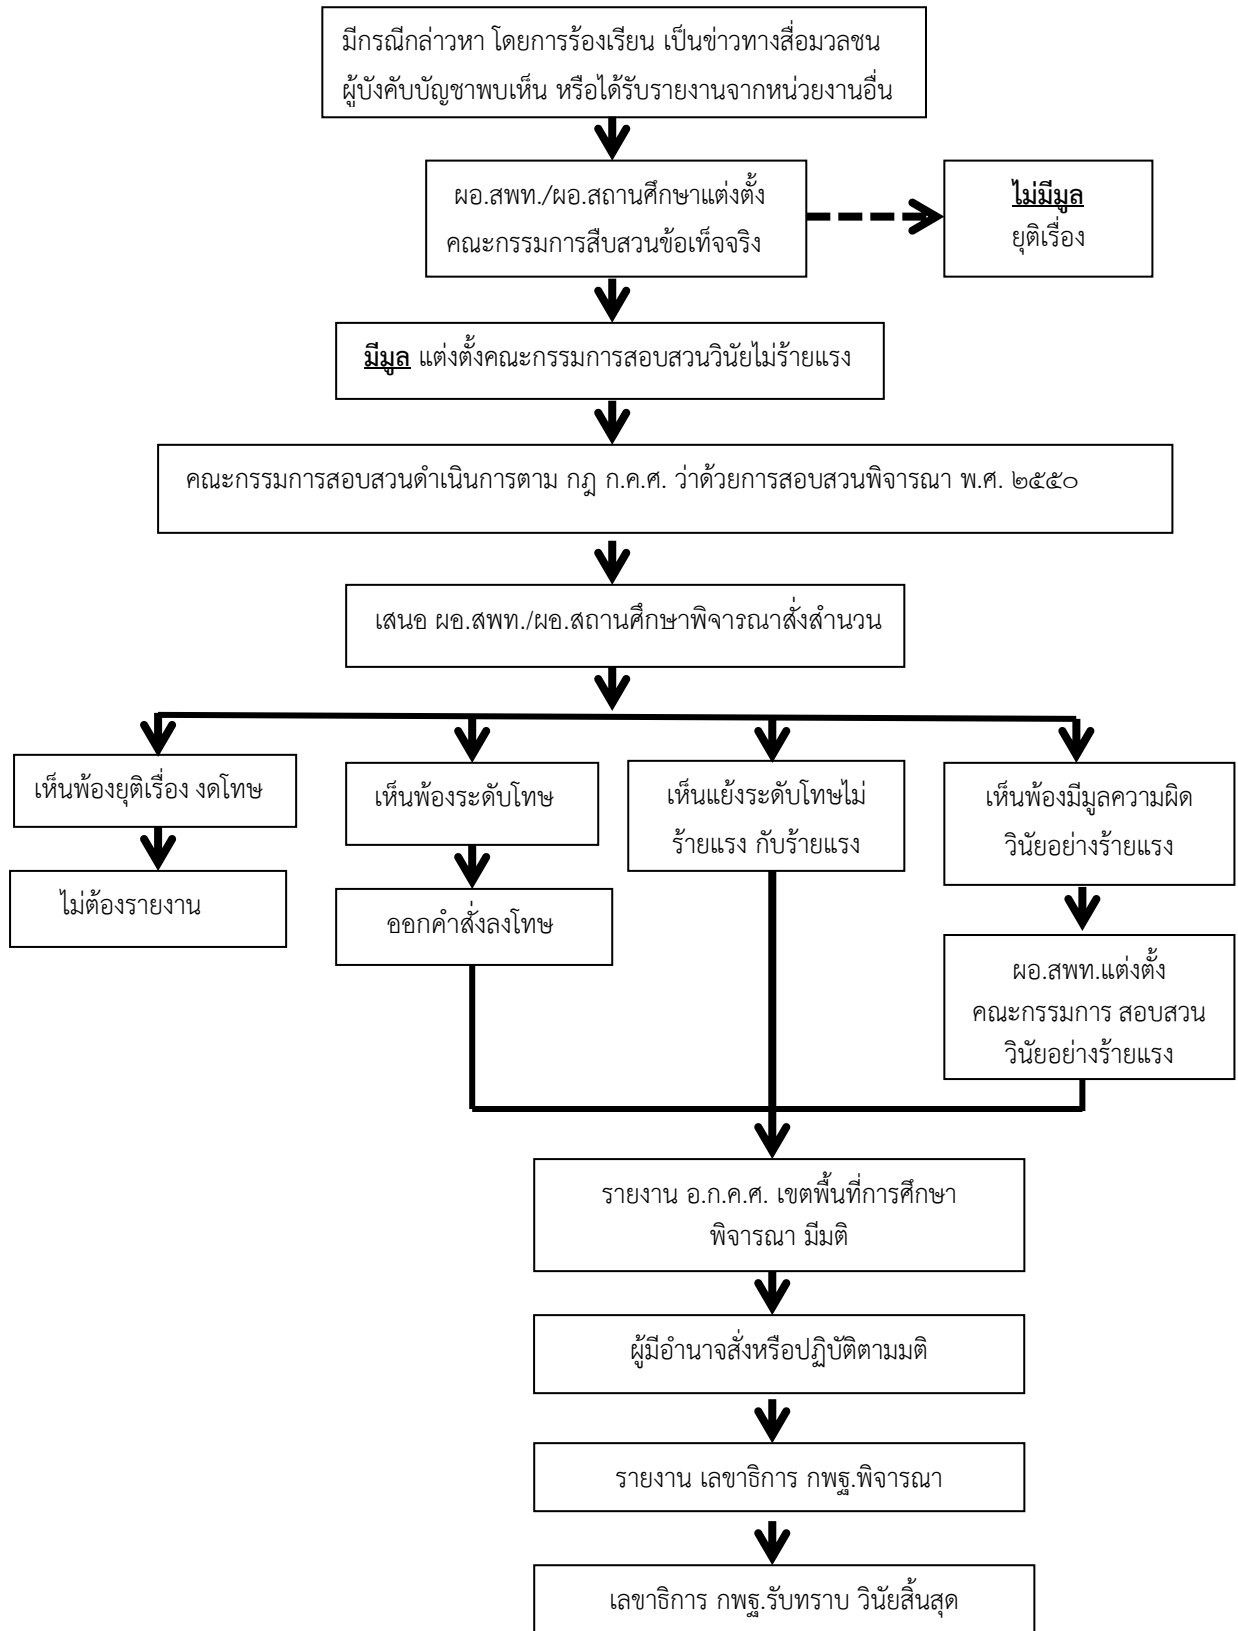 มีกรณีกล่าวหา โดยการร้องเรียน เป็นข่าวทางสื่อมวลชน
ผู้บังคับบัญชาพบเห็น หรือได้รับรายงานจากหน่วยงานอื่น
ผอ.สพท./ผอ.สถานศึกษาแต่งตั้ง
คณะกรรมการสืบสวนข้อเท็จจริง
ไม่มีมูล
ยุติเรื่อง
มีมูล แต่งตั้งคณะกรรมการสอบสวนวินัยไม่ร้ายแรง
คณะกรรมการสอบสวนดำเนินการตาม กฎ ก.ค.ศ. ว่าด้วยการสอบสวนพิจารณา พ.ศ. ๒๕๕๐
เสนอ ผอ.สพท./ผอ.สถานศึกษาพิจารณาสั่งสำนวน
เห็นพ้องยุติเรื่อง งดโทษ
ไม่ต้องรายงาน
เห็นพ้องระดับโทษ
ออกคำสั่งลงโทษ
เห็นแย้งระดับโทษไม่
ร้ายแรง กับร้ายแรง
เห็นพ้องมีมูลความผิด
วินัยอย่างร้ายแรง
ผอ.สพท.แต่งตั้ง
คณะกรรมการ สอบสวน
วินัยอย่างร้ายแรง
รายงาน อ.ก.ค.ศ. เขตพื้นที่การศึกษา
พิจารณา มีมติ
ผู้มีอำนาจสั่งหรือปฏิบัติตามมติ
รายงาน เลขาธิการ กพฐ.พิจารณา
เลขาธิการ กพฐ.รับทราบ วินัยสิ้นสุด